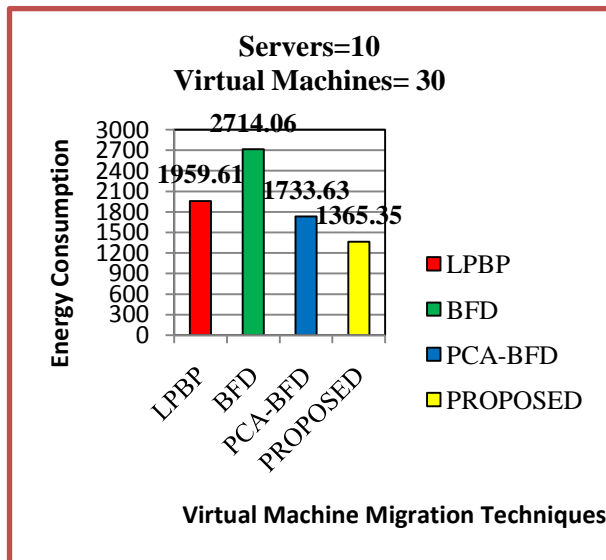 Servers=10
Virtual Machines= 30
Energy Consumption
3000
2700
2400
2100
1800
1500
1200
900
600
300
0
1959.61
2714.06
1733.63
1365.35
LPBP
BFD
PCA-BFD
PROPOSED
LPBP
BFD
PCA-BFD
PROPOSED
Virtual Machine Migration Techniques